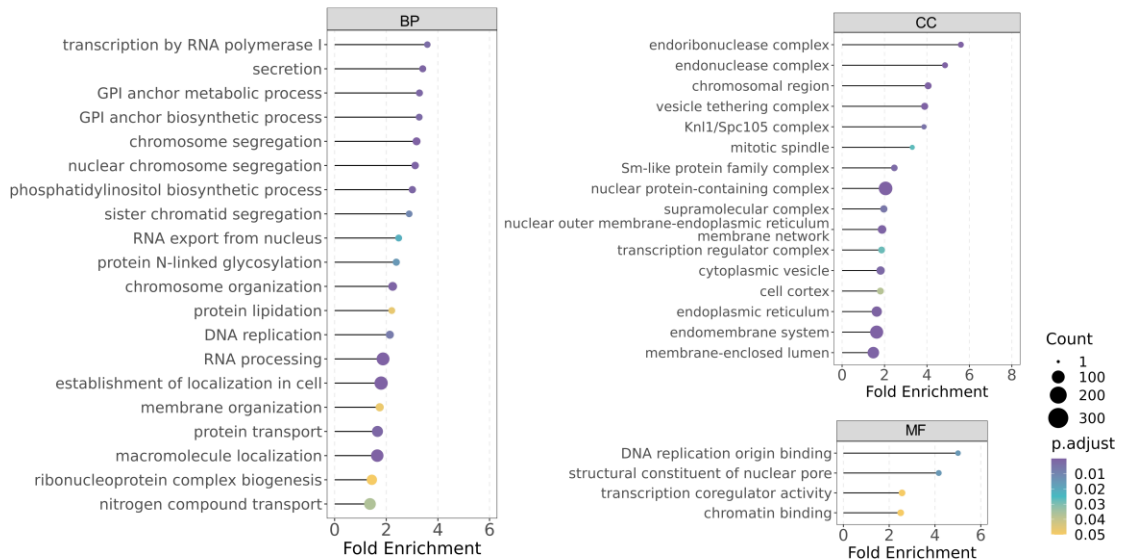 BP
transcription by RNA polymerase I
secretion
GPI anchor metabolic process
GPI anchor biosynthetic process
chromosome segregation
nuclear chromosome segregation
phosphatidylinositol biosynthetic process
sister chromatid segregation
RNA export from nucleus
protein N-linked glycosylation
chromosome organization
protein lipidation
DNA replication
RNA processing
establishment of localization in cell
membrane organization
protein transport
macromolecule localization
ribonucleoprotein complex biogenesis
nitrogen compound transport
0 2 4 6
Fold Enrichment
CC
endoribonuclease complex
endonuclease complex
chromosomal region
vesicle tethering complex
Knl1/Spc105 complex
mitotic spindle
Sm-like protein family complex
nuclear protein-containing complex
supramolecular complex
nuclear outer membrane-endoplasmic reticulum
membrane network
transcription regulator complex
cytoplasmic vesicle
cell cortex
endoplasmic reticulum
endomembrane system
membrane-enclosed lumen
0 2 4 6 8
Fold Enrichment
MF
DNA replication origin binding
structural constituent of nuclear pore
transcription coregulator activity
chromatin binding
0 2 4 6
Fold Enrichment
Count
1
100
200
300
p.adjust
0.01
0.02
0.03
0.04
0.05